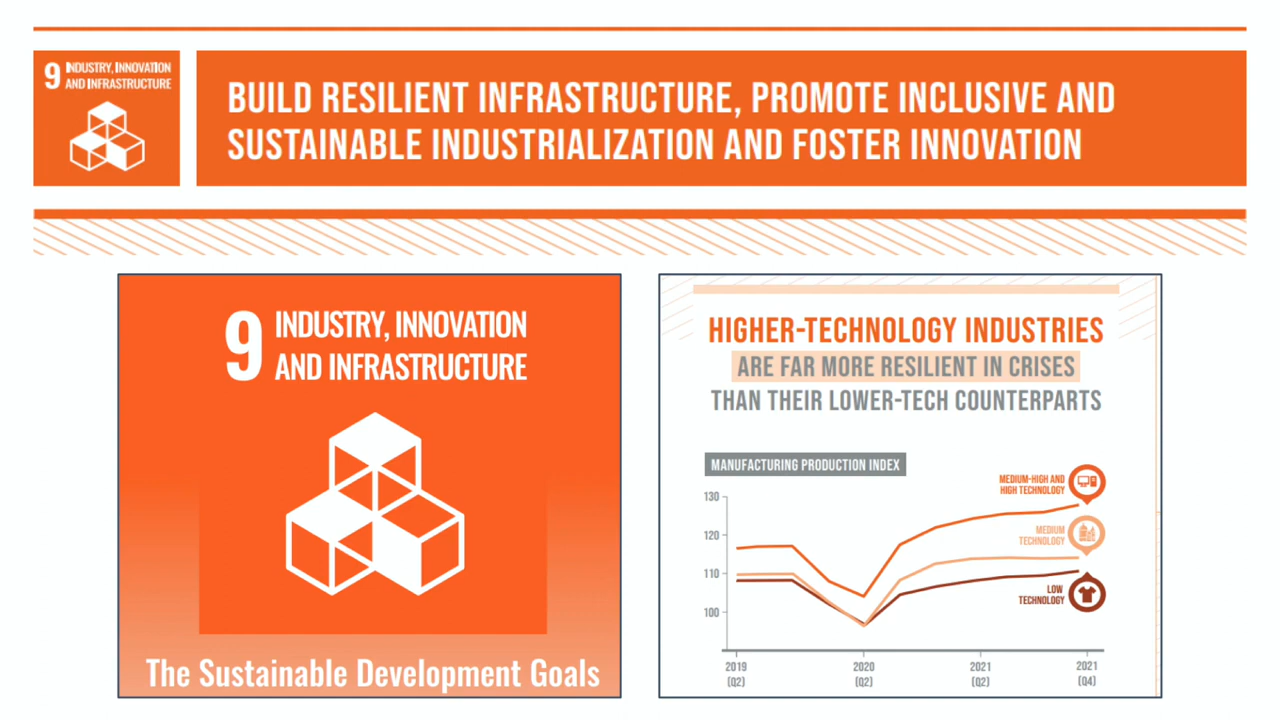 9 INDUSTRY, INNOVATION
AND INFRASTRUCTURE
BUILD RESILIENT INFRASTRUCTURE, PROMOTE INCLUSIVE AND
SUSTAINABLE INDUSTRIALIZATION AND FOSTER INNOVATION
9 INDUSTRY, INNOVATION
AND INFRASTRUCTURE
The Sustainable Development Goals
HIGHER-TECHNOLOGY INDUSTRIES
ARE FAR MORE RESILIENT IN CRISES
THAN THEIR LOWER-TECH COUNTERPARTS
MANUFACTURING PRODUCTION INDEX
MEDIUM-HIGH AND
HIGH TECHNOLOGY
MEDIUM
TECHNOLOGY
LOW
TECHNOLOGY
130
120
110
100
2019 2020 2021 2021
(Q2) (Q2) (Q2) (Q4)